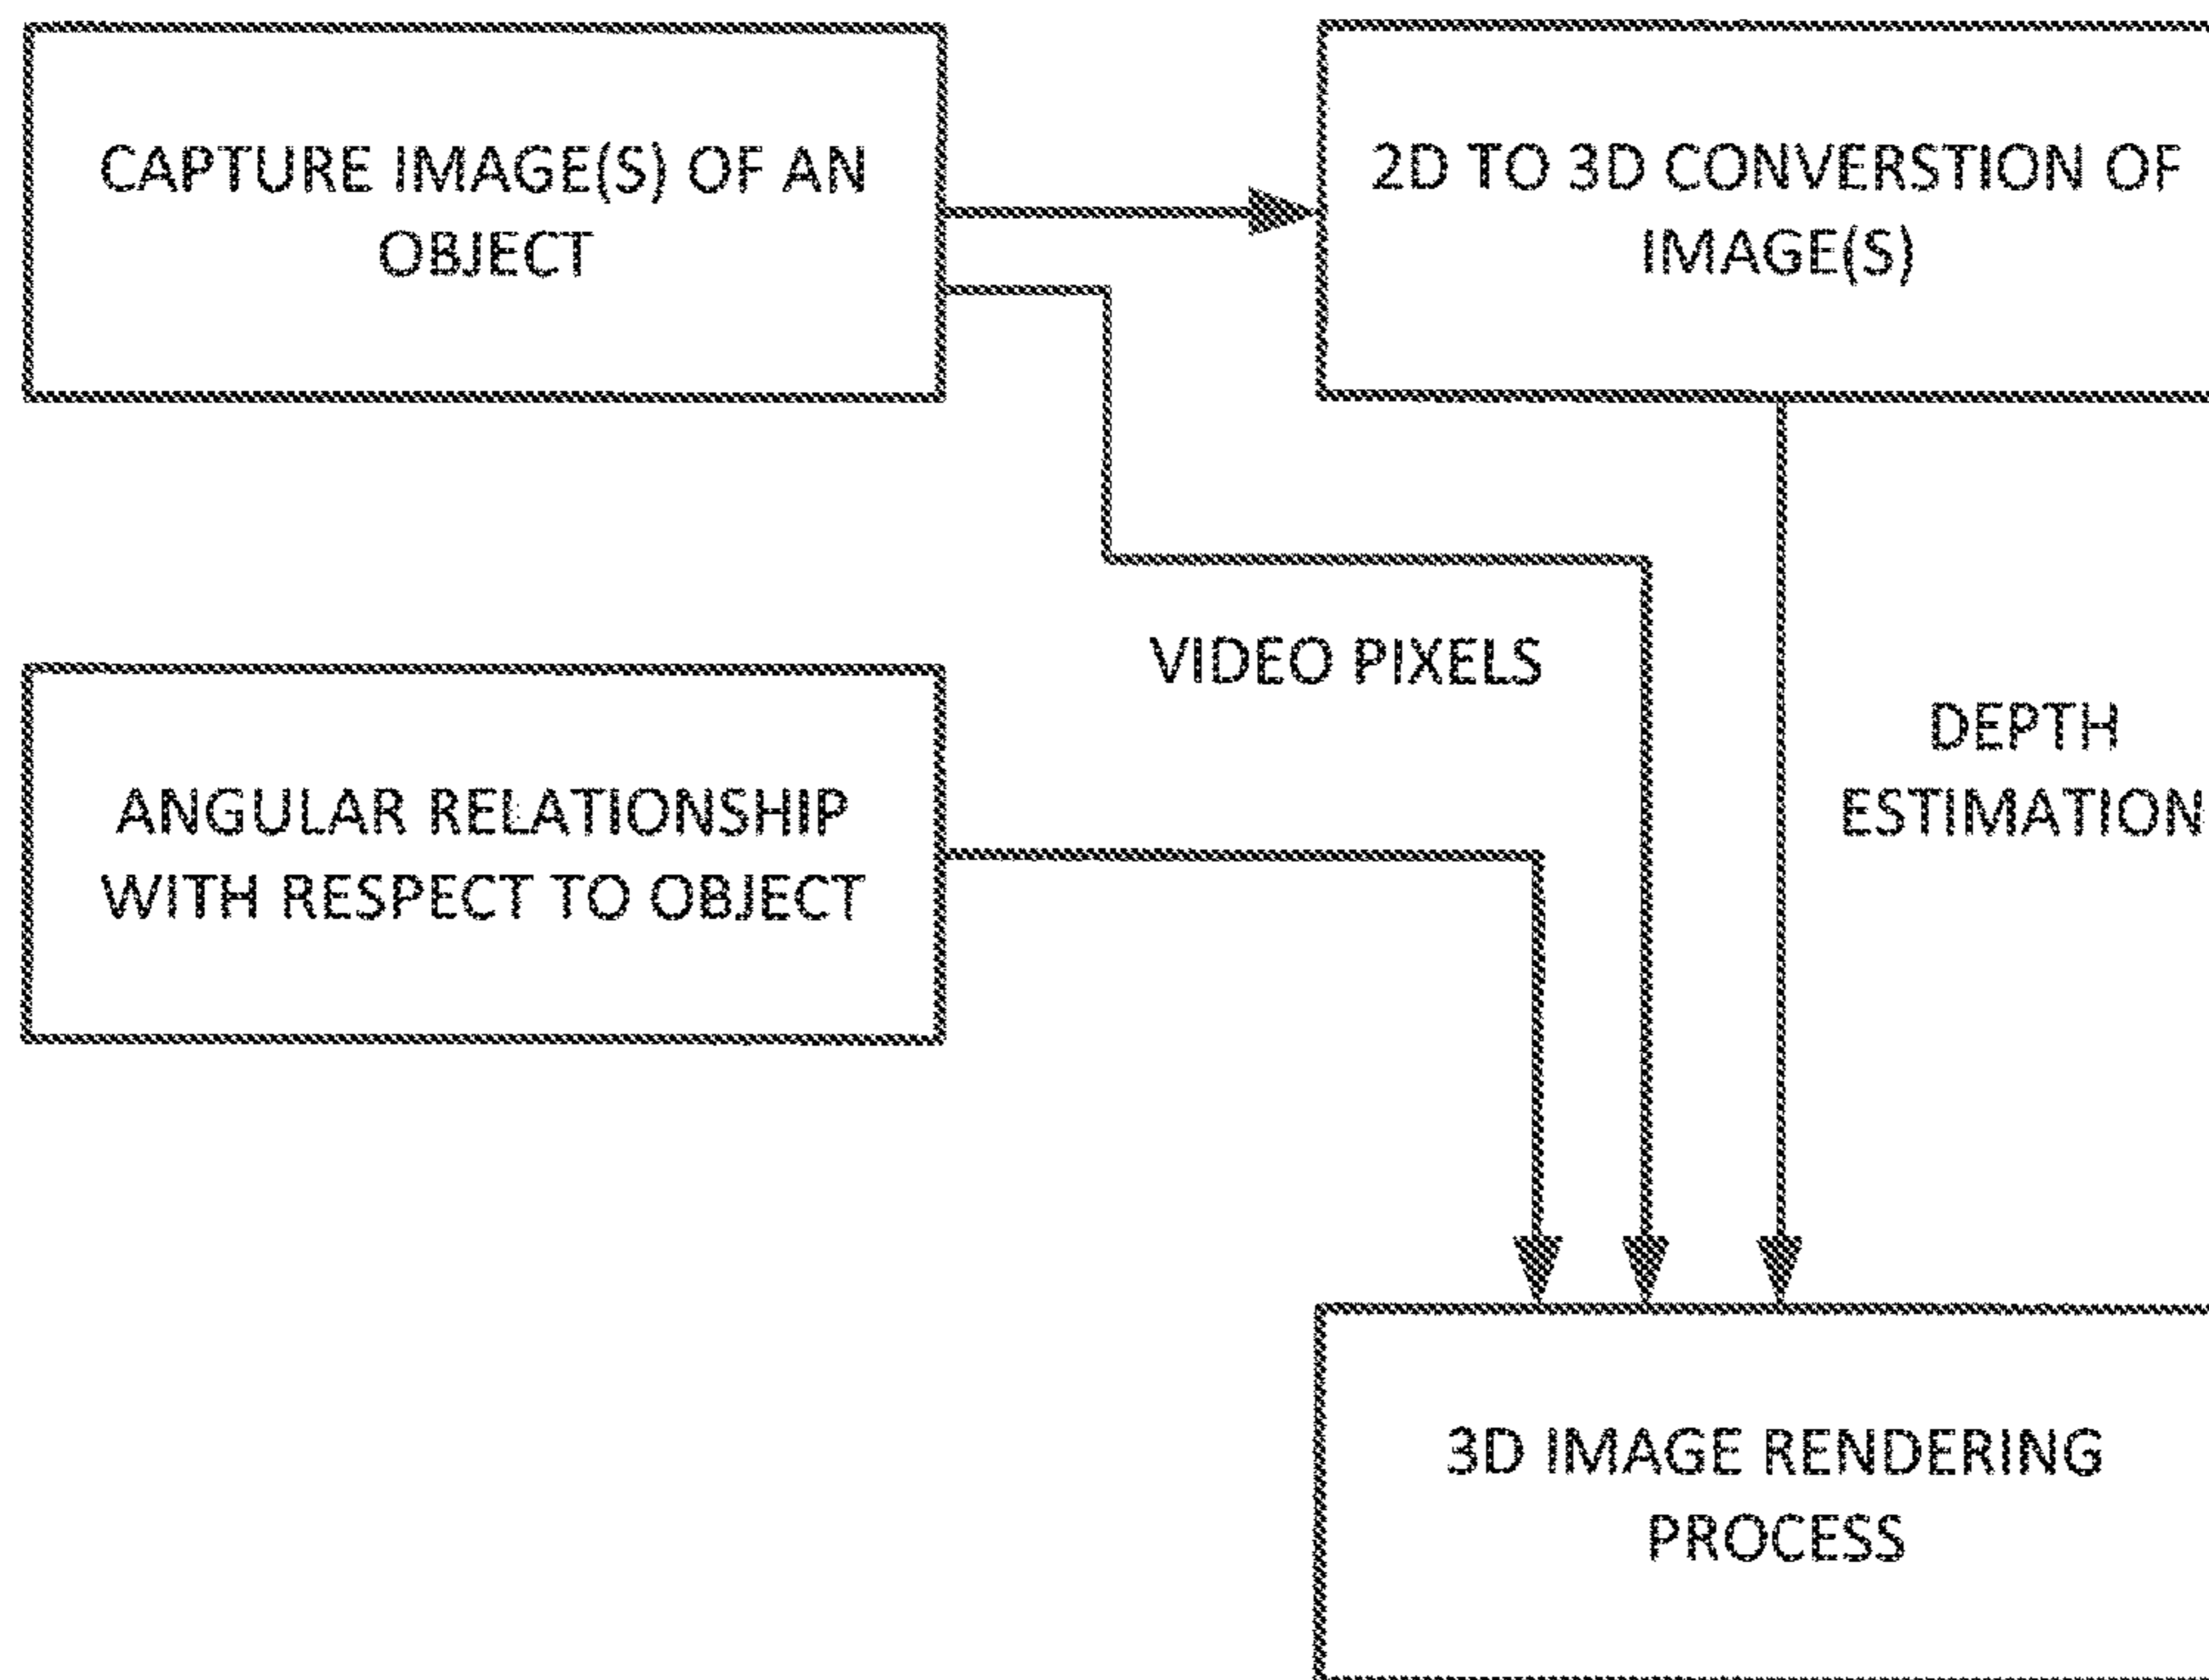 CAPTURE IMAGE(S) OF AN
OBJECT
2D TO 3D CONVERSTION OF
IMAGE(S)
VIDEO PIXELS
DEPTH
ESTIMATION
ANGULAR RELATIONSHIP
WITH RESPECT TO OBJECT
3D IMAGE RENDERING
PROCESS